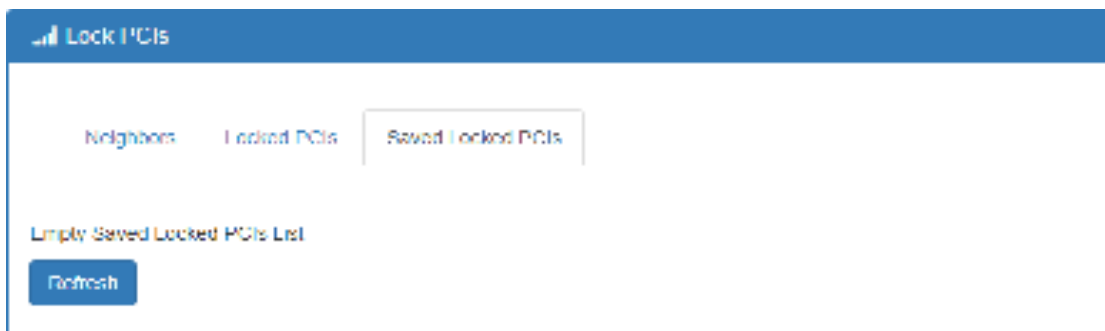 Lock PCIs
Neighbors Locked PCIs Saved Locked PCIs
Empty Saved Locked PCIs List
Refresh